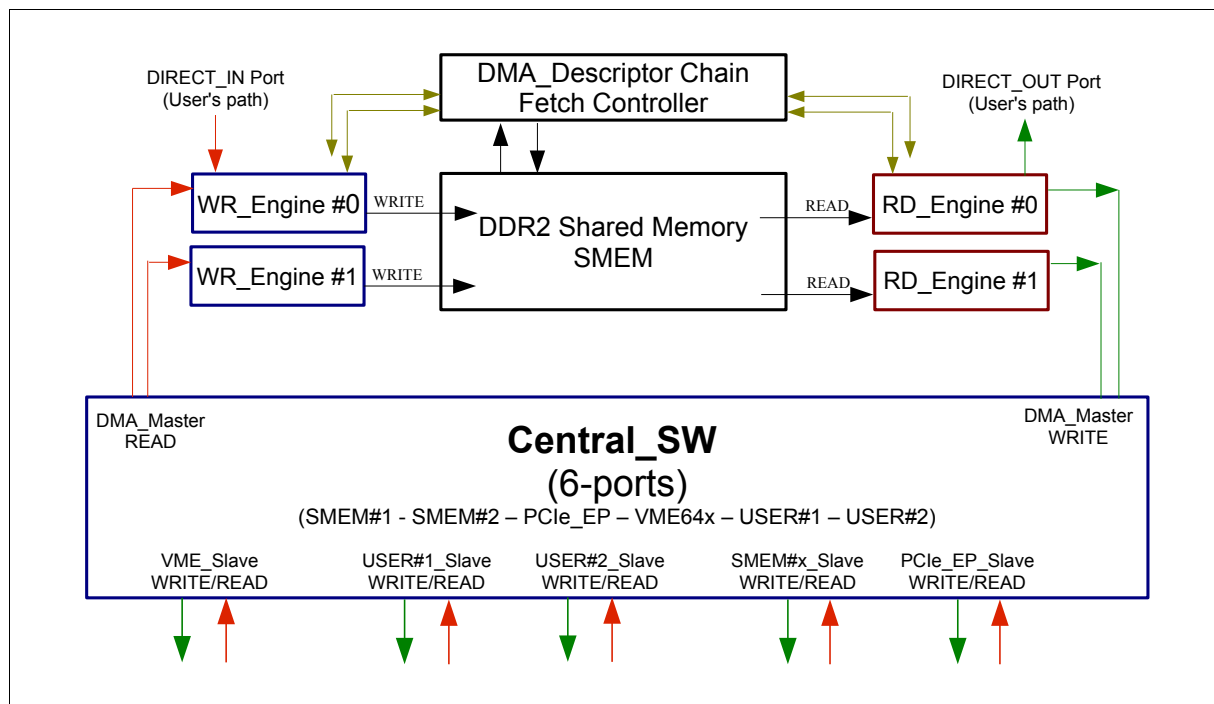 DMA_Descriptor Chain
Fetch Controller
DIRECT_IN Port
(User's path)
DIRECT_OUT Port
(User's path)
WR_Engine #0
WRITE
DDR2 Shared Memory
SMEM
READ
RD_Engine #0
WR_Engine #1
WRITE
READ
RD_Engine #1
DMA_Master
READ
DMA_Master
WRITE
Central_SW
(6-ports)
(SMEM#1 - SMEM#2 – PCIe_EP – VME64x – USER#1 – USER#2)
VME_Slave
WRITE/READ
USER#1_Slave
WRITE/READ
USER#2_Slave
WRITE/READ
SMEM#x_Slave
WRITE/READ
PCIe_EP_Slave
WRITE/READ